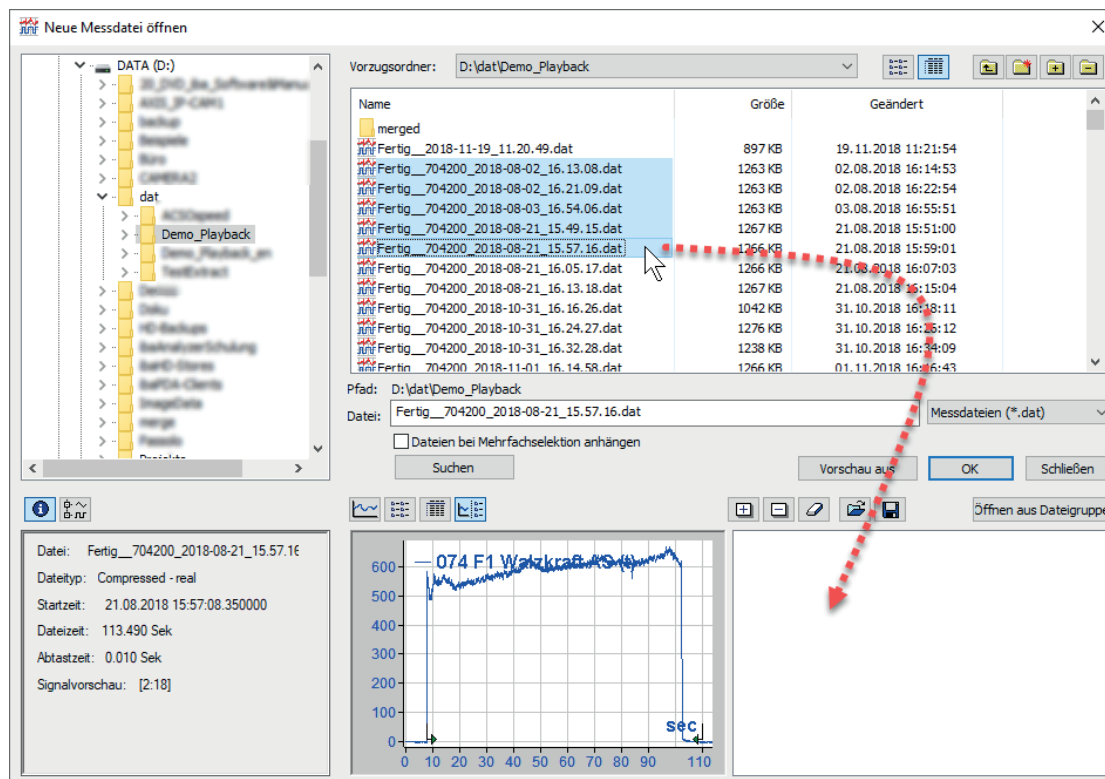 Neue Messdatei öffnen
DATA (D:)
dat
Demo_Playback
Vorzugsordner: D:\dat\Demo_Playback
Name Größe Geändert
merged
Fertig__2018-11-19_11.20.49.dat 897 KB 19.11.2018 11:21:54
Fertig__704200_2018-08-02_16.13.08.dat 1263 KB 02.08.2018 16:14:53
Fertig__704200_2018-08-02_16.21.09.dat 1263 KB 02.08.2018 16:22:54
Fertig__704200_2018-08-03_16.54.06.dat 1263 KB 03.08.2018 16:55:51
Fertig__704200_2018-08-21_15.49.15.dat 1267 KB 21.08.2018 15:51:00
Fertig__704200_2018-08-21_15.57.16.dat 1266 KB 21.08.2018 15:59:01
Fertig__704200_2018-08-21_16.05.17.dat 1266 KB 21.08.2018 16:07:03
Fertig__704200_2018-08-21_16.13.18.dat 1267 KB 21.08.2018 16:15:04
Fertig__704200_2018-10-31_16.16.26.dat 1042 KB 31.10.2018 16:18:11
Fertig__704200_2018-10-31_16.24.27.dat 1276 KB 31.10.2018 16:26:12
Fertig__704200_2018-10-31_16.32.28.dat 1238 KB 31.10.2018 16:34:09
Fertig__704200_2018-11-01_16.14.58.dat 1266 KB 01.11.2018 16:16:43
Pfad: D:\dat\Demo_Playback
Datei: Fertig__704200_2018-08-21_15.57.16.dat Messdateien (*.dat)
Dateien bei Mehrfachselektion anhängen
Suchen Vorschau aus OK Schließen
Öffnen aus Dateigruppe
Datei: Fertig__704200_2018-08-21_15.57.16
Dateityp: Compressed - real
Startzeit: 21.08.2018 15:57:08.350000
Dateizeit: 113.490 Sek
Abtastzeit: 0.010 Sek
Signalvorschau: [2:18]
074 F1 Walzkraft AS (t)
600
500
400
300
200
100
0
sec
0 10 20 30 40 50 60 70 80 90 110